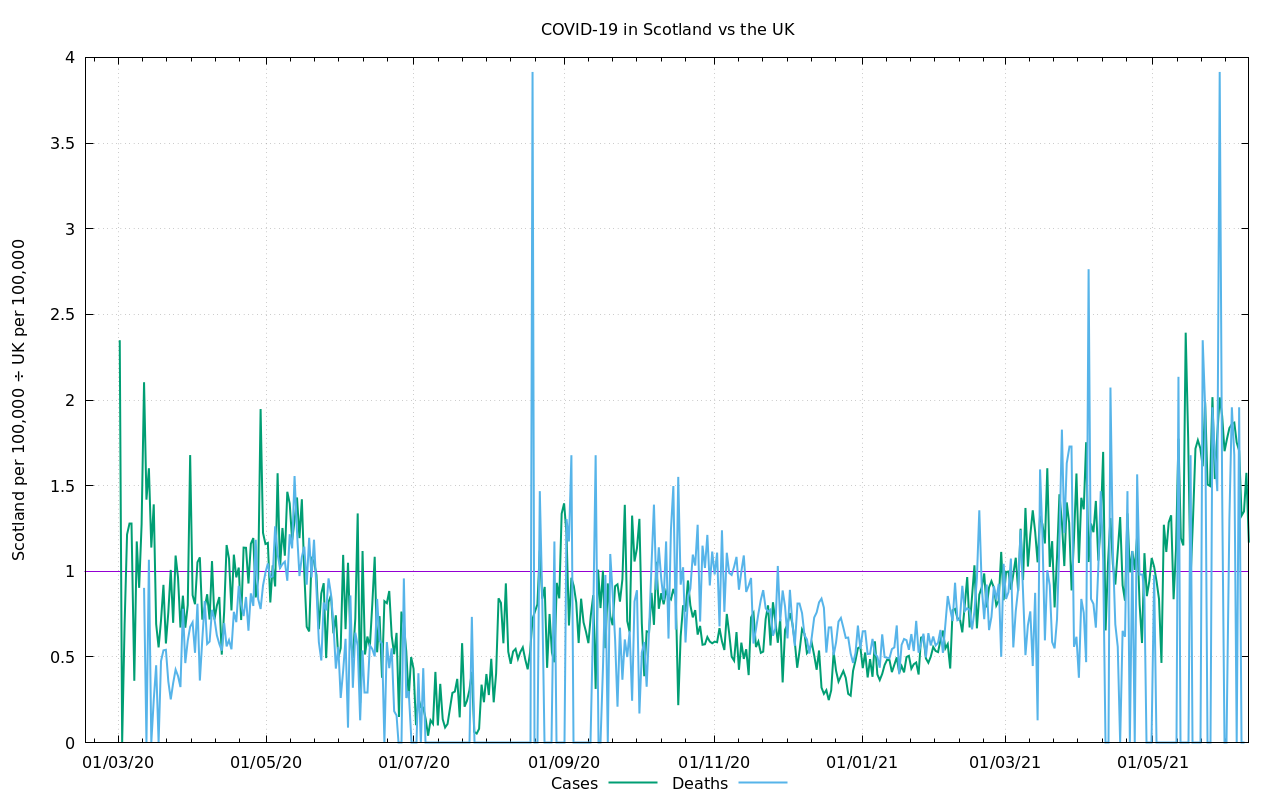 COVID-19 in Scotland vs the UK
Scotland per 100,000 ÷ UK per 100,000
4
3.5
3
2.5
2
1.5
1
0.5
0
01/03/20 01/05/20 01/07/20 01/09/20 01/11/20 01/01/21 01/03/21 01/05/21
Cases Deaths